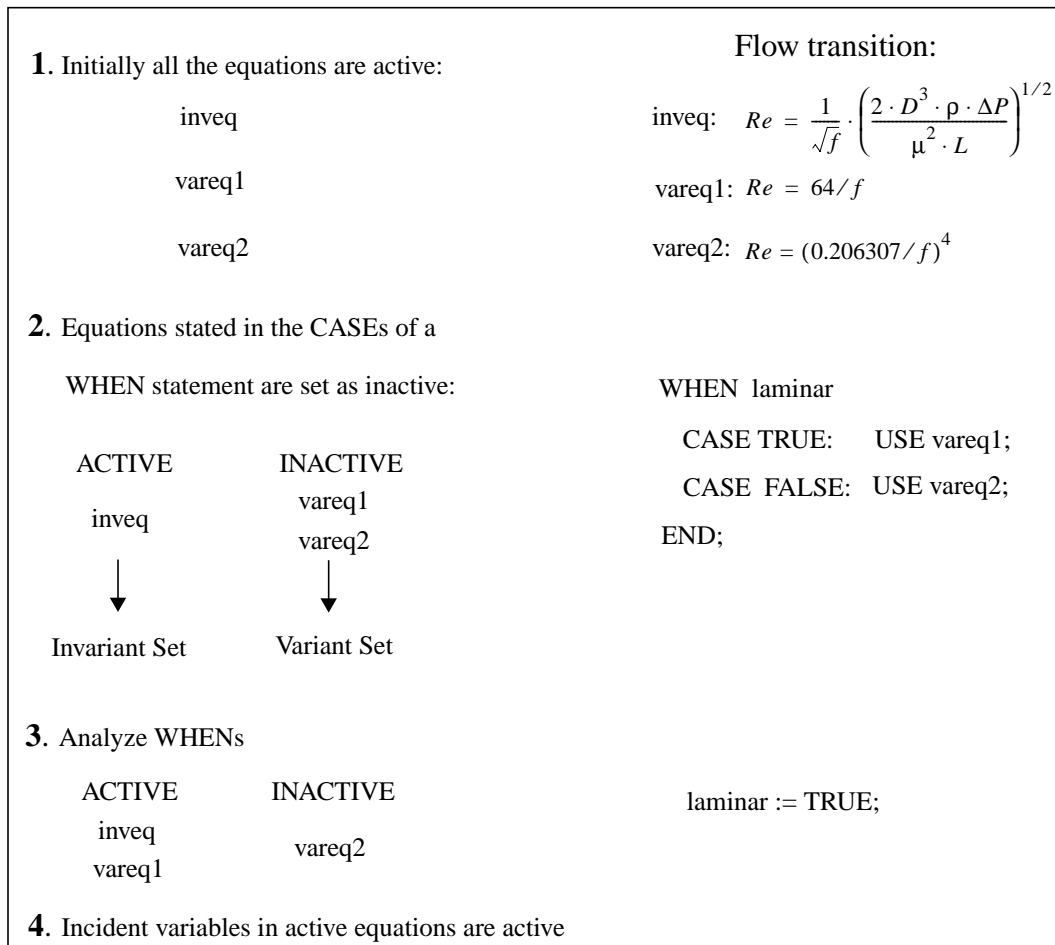 1. Initially all the equations are active:
Flow transition:
inveq
inveq: Re = 1/√f · (2 · D^3 · ρ · ΔP / μ^2 · L)^1/2
vareq1
vareq1: Re = 64/f
vareq2
vareq2: Re = (0.206307/f)^4
2. Equations stated in the CASEs of a
WHEN statement are set as inactive:
WHEN laminar
CASE TRUE: USE vareq1;
CASE FALSE: USE vareq2;
END;
ACTIVE INACTIVE
inveq
vareq1
vareq2
Invariant Set Variant Set
3. Analyze WHENs
ACTIVE INACTIVE
laminar := TRUE;
inveq
vareq1
vareq2
4. Incident variables in active equations are active